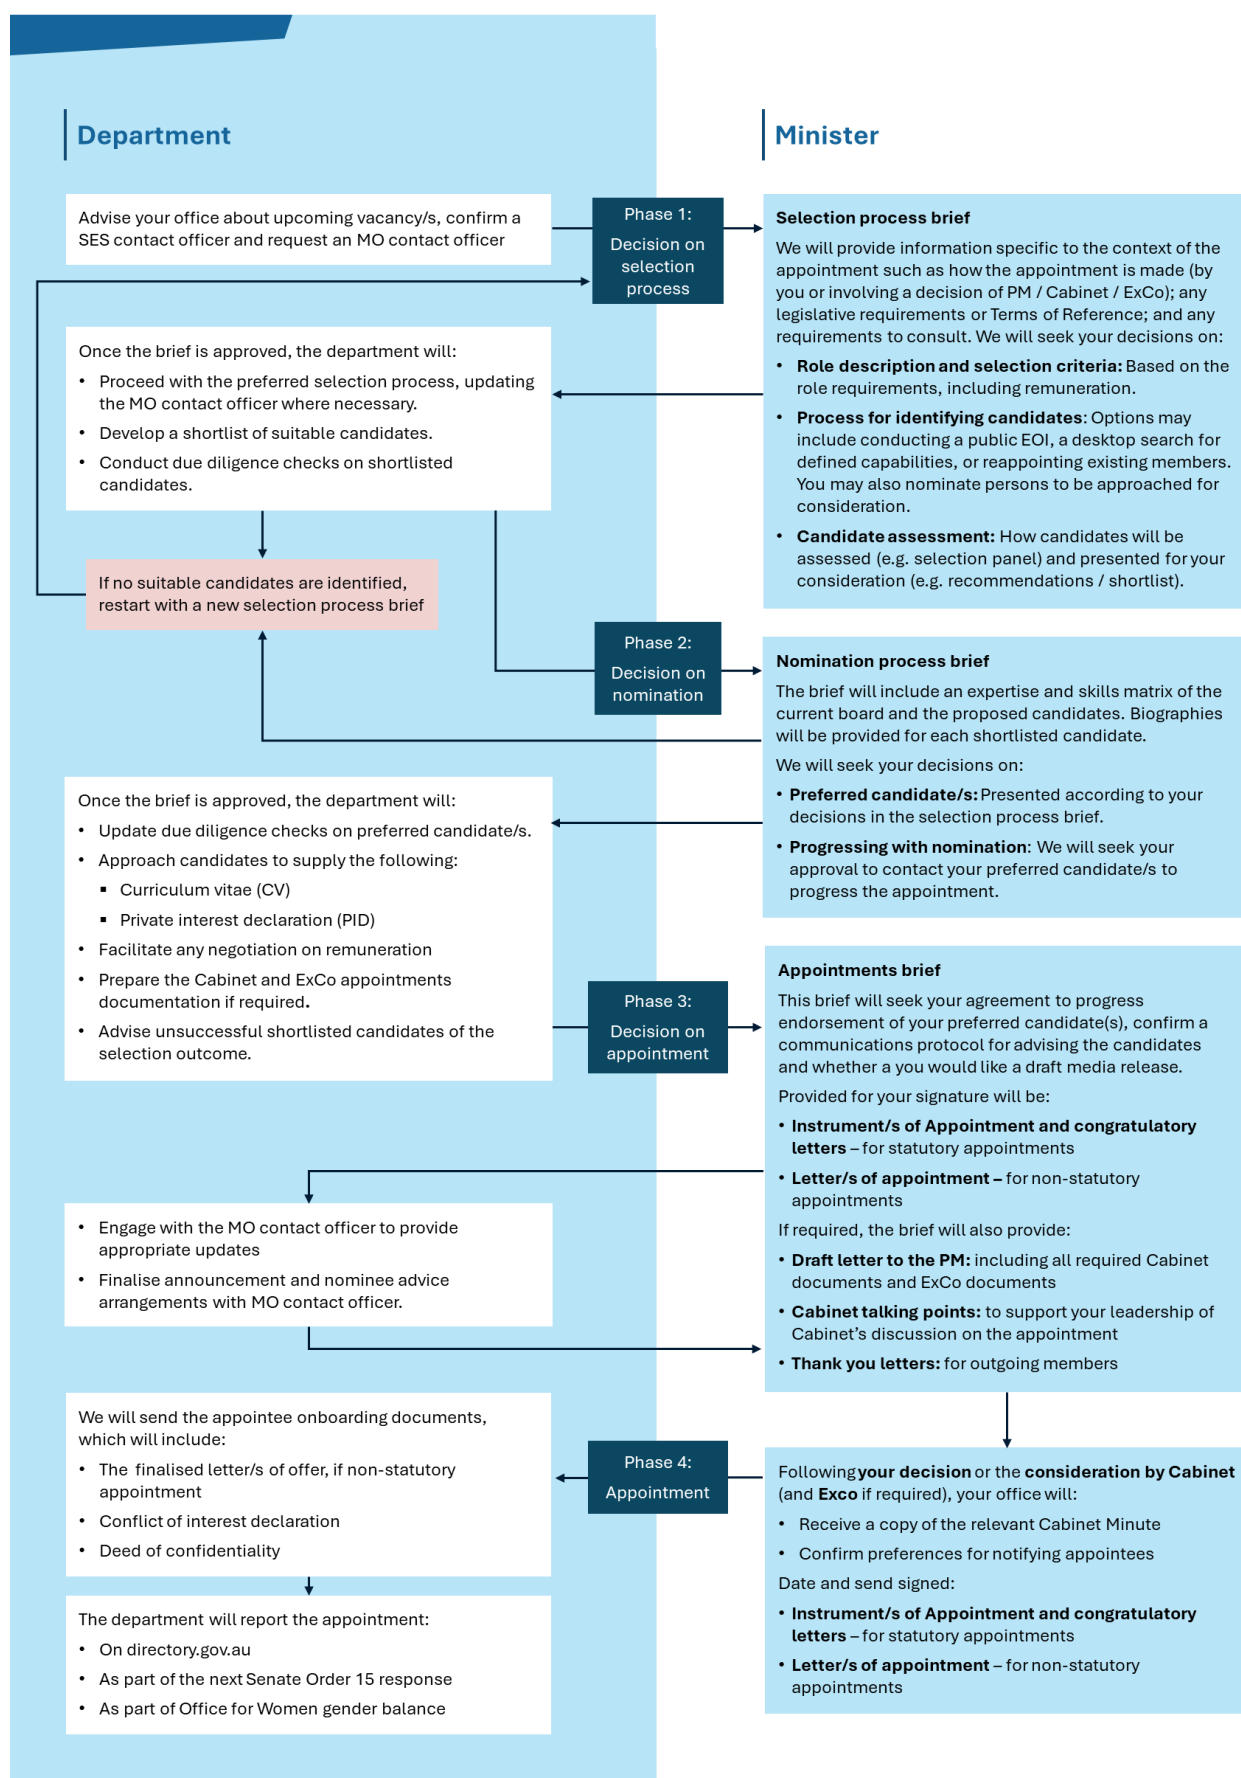 Department
Minister
Advise your office about upcoming vacancy/s, confirm a
SES contact officer and request an MO contact officer
Phase 1:
Decision on
selection
process
Selection process brief
We will provide information specific to the context of the
appointment such as how the appointment is made (by
you or involving a decision of PM / Cabinet / ExCo); any
legislative requirements or Terms of Reference; and any
requirements to consult. We will seek your decisions on:
• Role description and selection criteria: Based on the
role requirements, including remuneration.
• Process for identifying candidates: Options may
include conducting a public EOI, a desktop search for
defined capabilities, or reappointing existing members.
You may also nominate persons to be approached for
consideration.
• Candidate assessment: How candidates will be
assessed (e.g. selection panel) and presented for your
consideration (e.g. recommendations / shortlist).
Once the brief is approved, the department will:
• Proceed with the preferred selection process, updating
the MO contact officer where necessary.
• Develop a shortlist of suitable candidates.
• Conduct due diligence checks on shortlisted
candidates.
If no suitable candidates are identified,
restart with a new selection process brief
Phase 2:
Decision on
nomination
Nomination process brief
The brief will include an expertise and skills matrix of the
current board and the proposed candidates. Biographies
will be provided for each shortlisted candidate.
We will seek your decisions on:
• Preferred candidate/s: Presented according to your
decisions in the selection process brief.
• Progressing with nomination: We will seek your
approval to contact your preferred candidate/s to
progress the appointment.
Once the brief is approved, the department will:
• Update due diligence checks on preferred candidate/s.
• Approach candidates to supply the following:
▪ Curriculum vitae (CV)
▪ Private interest declaration (PID)
• Facilitate any negotiation on remuneration
• Prepare the Cabinet and ExCo appointments
documentation if required.
• Advise unsuccessful shortlisted candidates of the
selection outcome.
Phase 3:
Decision on
appointment
Appointments brief
This brief will seek your agreement to progress
endorsement of your preferred candidate(s), confirm a
communications protocol for advising the candidates
and whether a you would like a draft media release.
Provided for your signature will be:
• Instrument/s of Appointment and congratulatory
letters – for statutory appointments
• Letter/s of appointment – for non-statutory
appointments
If required, the brief will also provide:
• Draft letter to the PM: including all required Cabinet
documents and ExCo documents
• Cabinet talking points: to support your leadership of
Cabinet’s discussion on the appointment
• Thank you letters: for outgoing members
• Engage with the MO contact officer to provide
appropriate updates
• Finalise announcement and nominee advice
arrangements with MO contact officer.
We will send the appointee onboarding documents,
which will include:
• The finalised letter/s of offer, if non-statutory
appointment
• Conflict of interest declaration
• Deed of confidentiality
Phase 4:
Appointment
Following your decision or the consideration by Cabinet
(and Exco if required), your office will:
• Receive a copy of the relevant Cabinet Minute
• Confirm preferences for notifying appointees
Date and send signed:
• Instrument/s of Appointment and congratulatory
letters – for statutory appointments
• Letter/s of appointment – for non-statutory
appointments
The department will report the appointment:
• On directory.gov.au
• As part of the next Senate Order 15 response
• As part of Office for Women gender balance